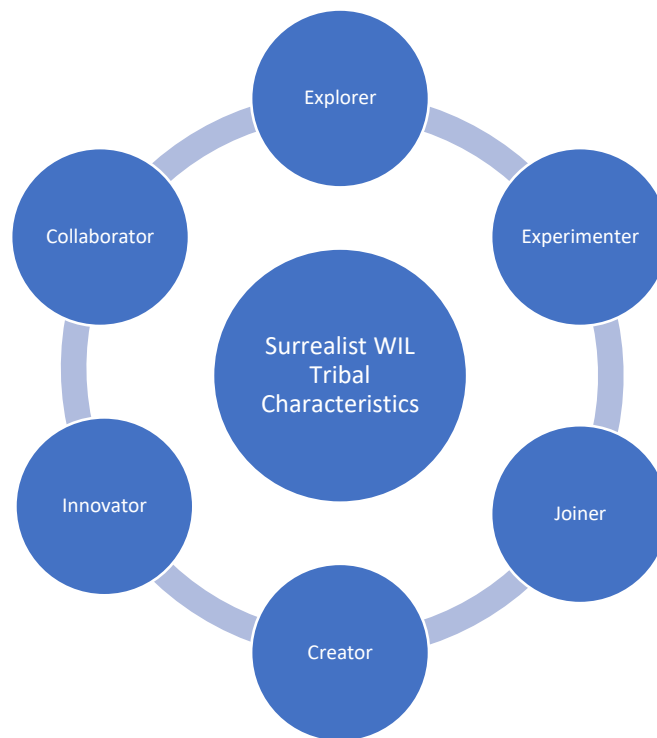 Explorer
Experimenter
Joiner
Creator
Innovator
Collaborator
Surrealist WIL
Tribal
Characteristics